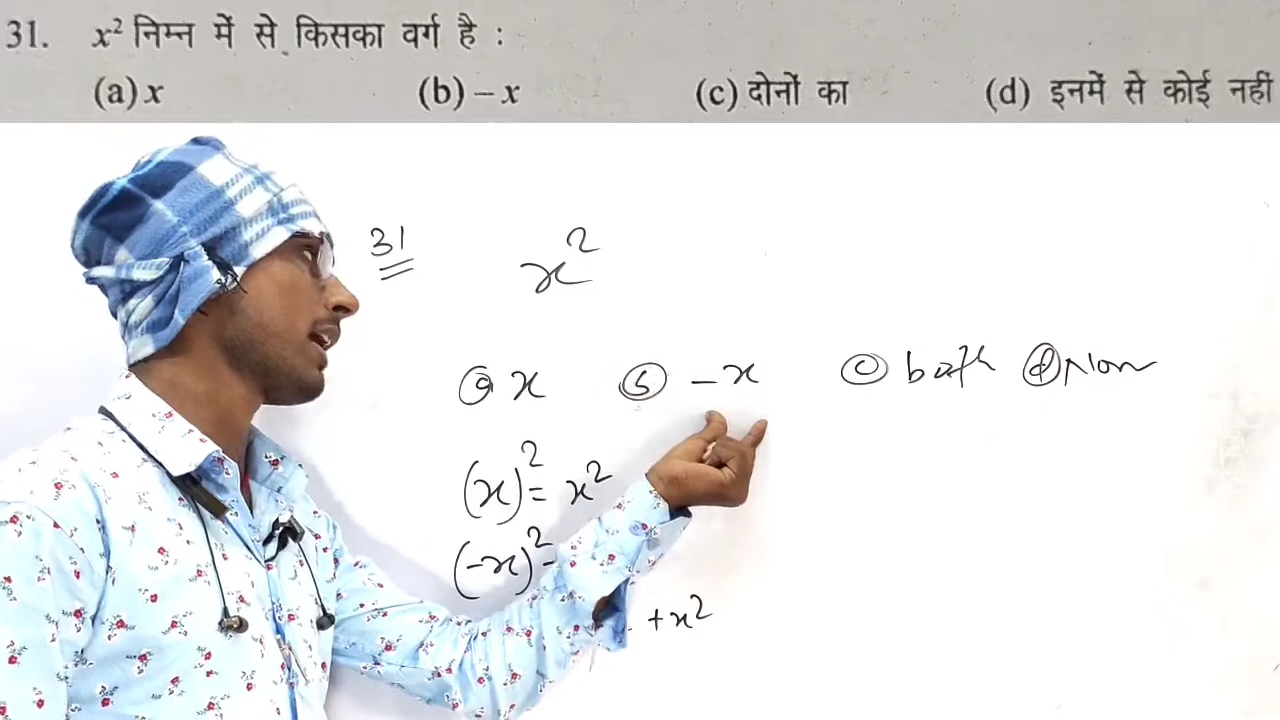 31. x² निम्न में से किसका वर्ग है :
(a) x (b) – x (c) दोनों का (d) इनमें से कोई नहीं
31 x²
(a) x (b) –x (c) both (d) Non
(x)² = x²
(-x)² =
+x²